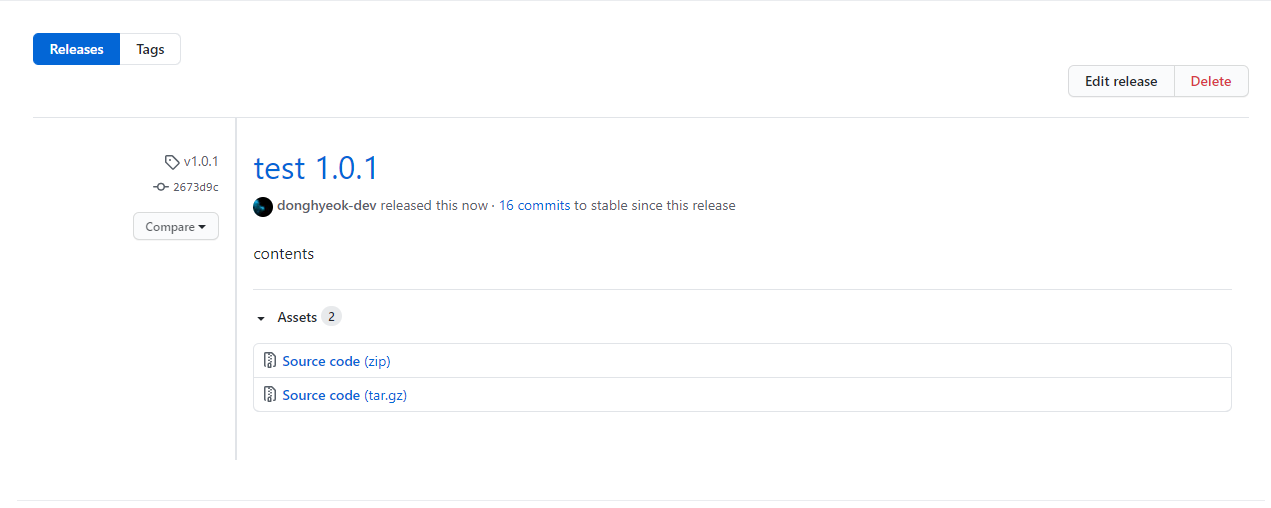 Releases Tags
Edit release Delete
v1.0.1
2673d9c
Compare
test 1.0.1
donghyeok-dev released this now · 16 commits to stable since this release
contents
Assets 2
Source code (zip)
Source code (tar.gz)